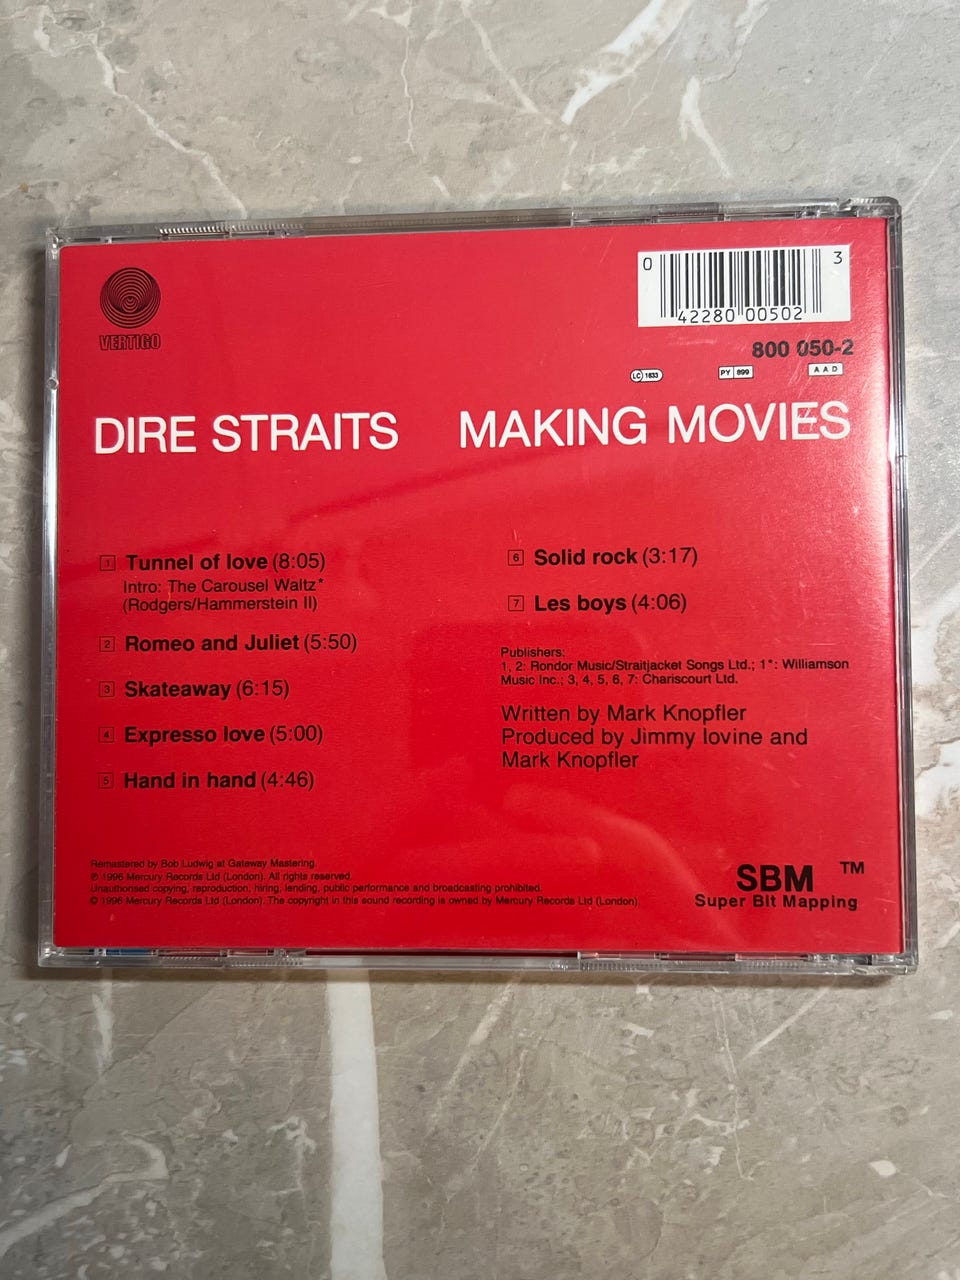 VERTIGO
0 42280 00502 3
800 050-2
LC 1633 PY 899 AAD
DIRE STRAITS MAKING MOVIES
1 Tunnel of love (8:05)
Intro: The Carousel Waltz*
(Rodgers/Hammerstein II)
2 Romeo and Juliet (5:50)
3 Skateaway (6:15)
4 Expresso love (5:00)
5 Hand in hand (4:46)
6 Solid rock (3:17)
7 Les boys (4:06)
Publishers:
1, 2: Rondor Music/Straitjacket Songs Ltd.; 1*: Williamson
Music Inc.; 3, 4, 5, 6, 7: Chariscourt Ltd.
Written by Mark Knopfler
Produced by Jimmy Iovine and
Mark Knopfler
Remastered by Bob Ludwig at Gateway Mastering.
℗ 1996 Mercury Records Ltd (London). All rights reserved.
Unauthorised copying, reproduction, hiring, lending, public performance and broadcasting prohibited.
© 1996 Mercury Records Ltd (London). The copyright in this sound recording is owned by Mercury Records Ltd (London).
SBM ™
Super Bit Mapping